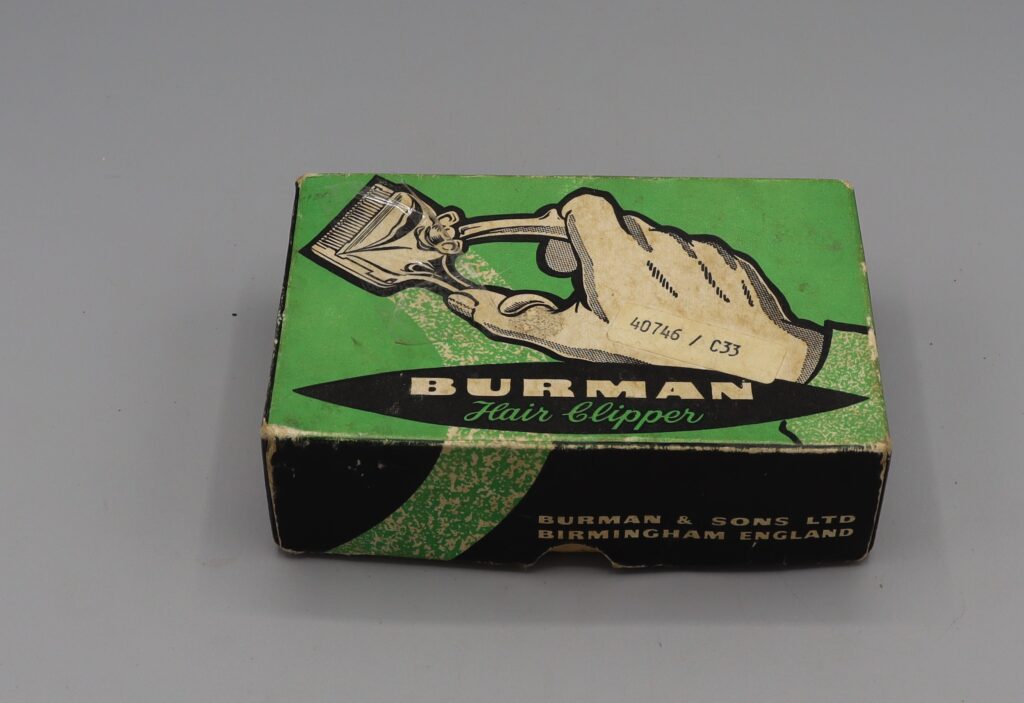 40746 / C33
BURMAN
Hair Clipper
BURMAN & SONS LTD
BIRMINGHAM ENGLAND